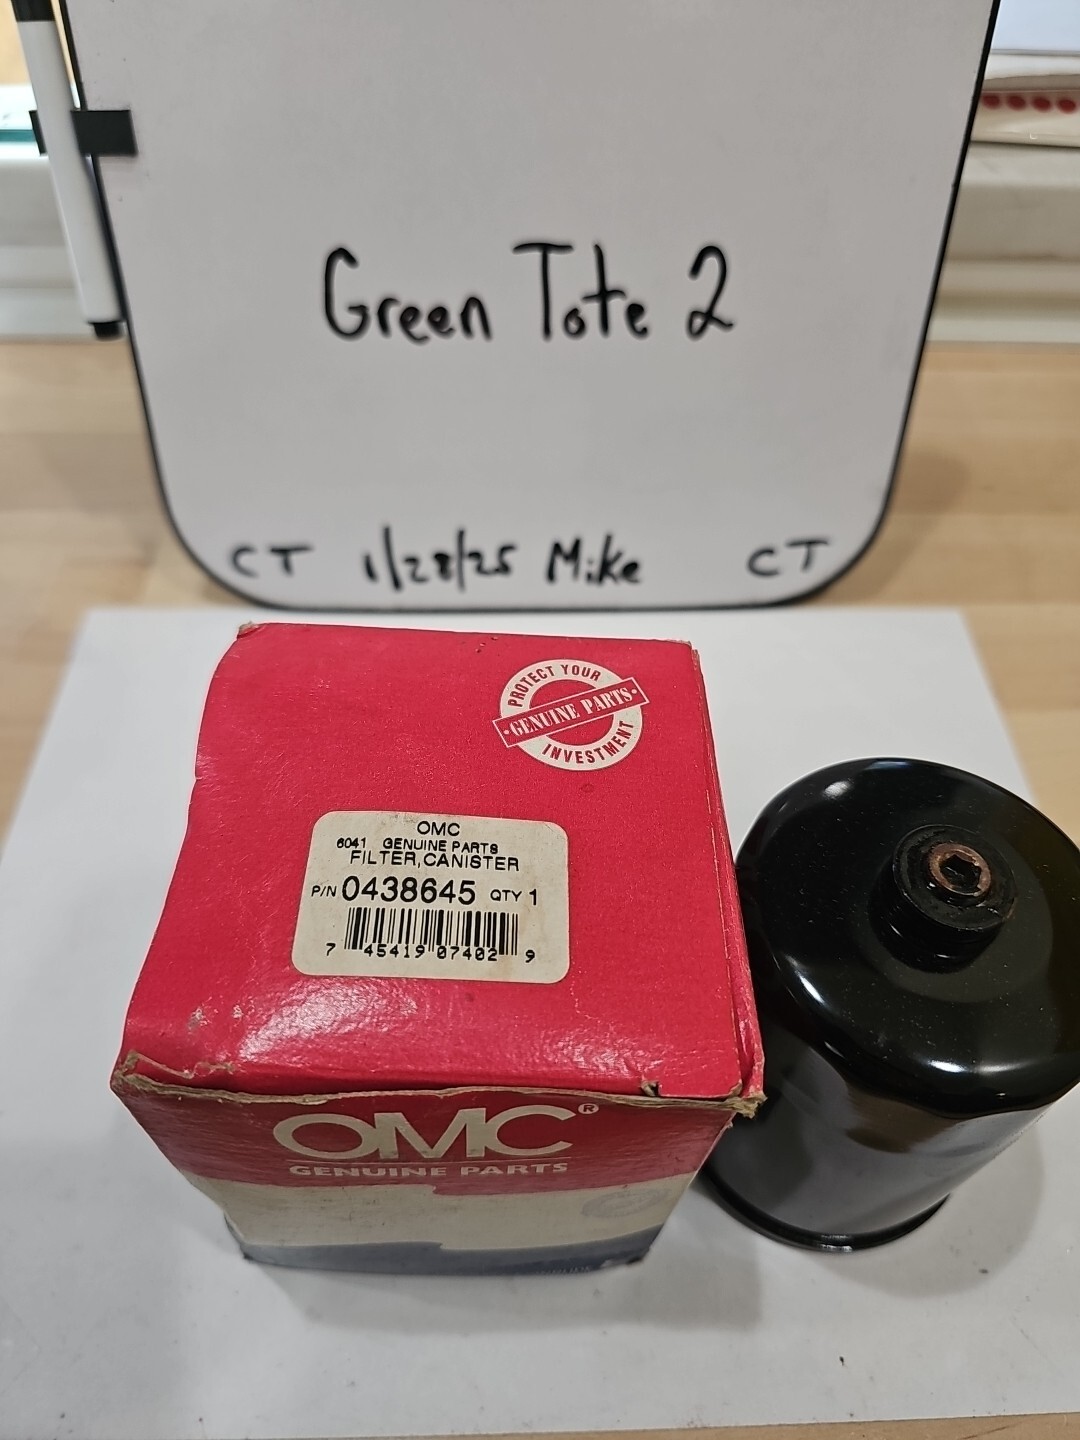 Green Tote 2
CT 1/28/25 Mike CT
PROTECT YOUR
·GENUINE PARTS·
INVESTMENT
OMC
6041 GENUINE PARTS
FILTER,CANISTER
P/N 0438645 QTY 1
7 45419 07402 9
OMC®
GENUINE PARTS